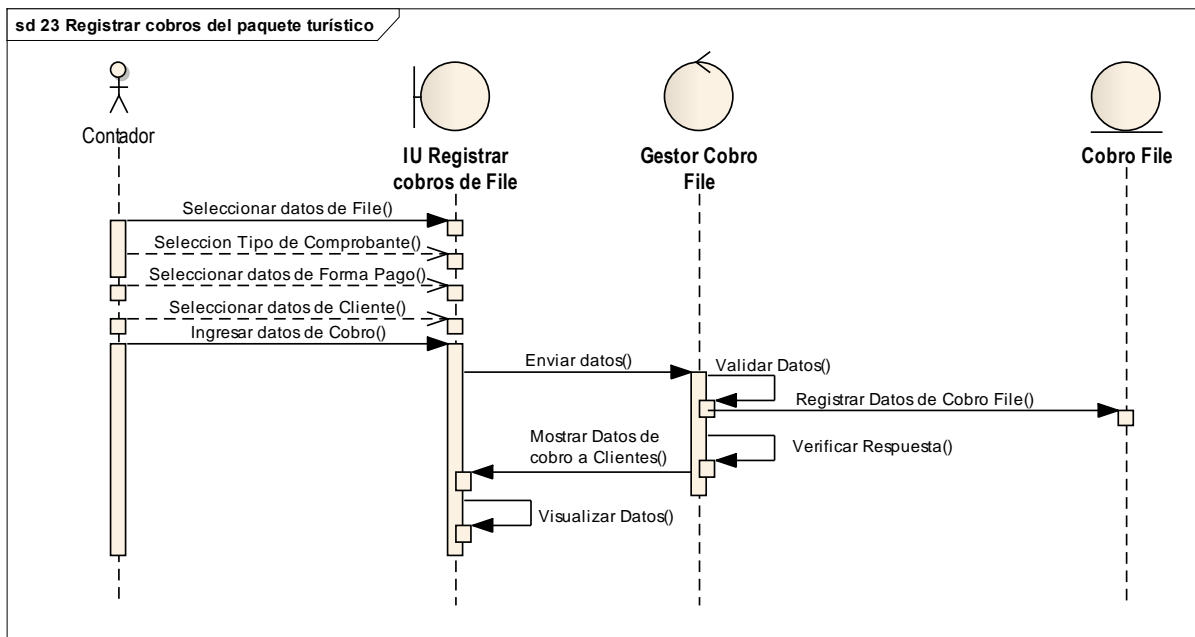 sd 23 Registrar cobros del paquete turístico
Contador
IU Registrar
cobros de File
Gestor Cobro
File
Cobro File
Seleccionar datos de File()
Seleccion Tipo de Comprobante()
Seleccionar datos de Forma Pago()
Seleccionar datos de Cliente()
Ingresar datos de Cobro()
Enviar datos()
Validar Datos()
Registrar Datos de Cobro File()
Mostrar Datos de
cobro a Clientes()
Verificar Respuesta()
Visualizar Datos()